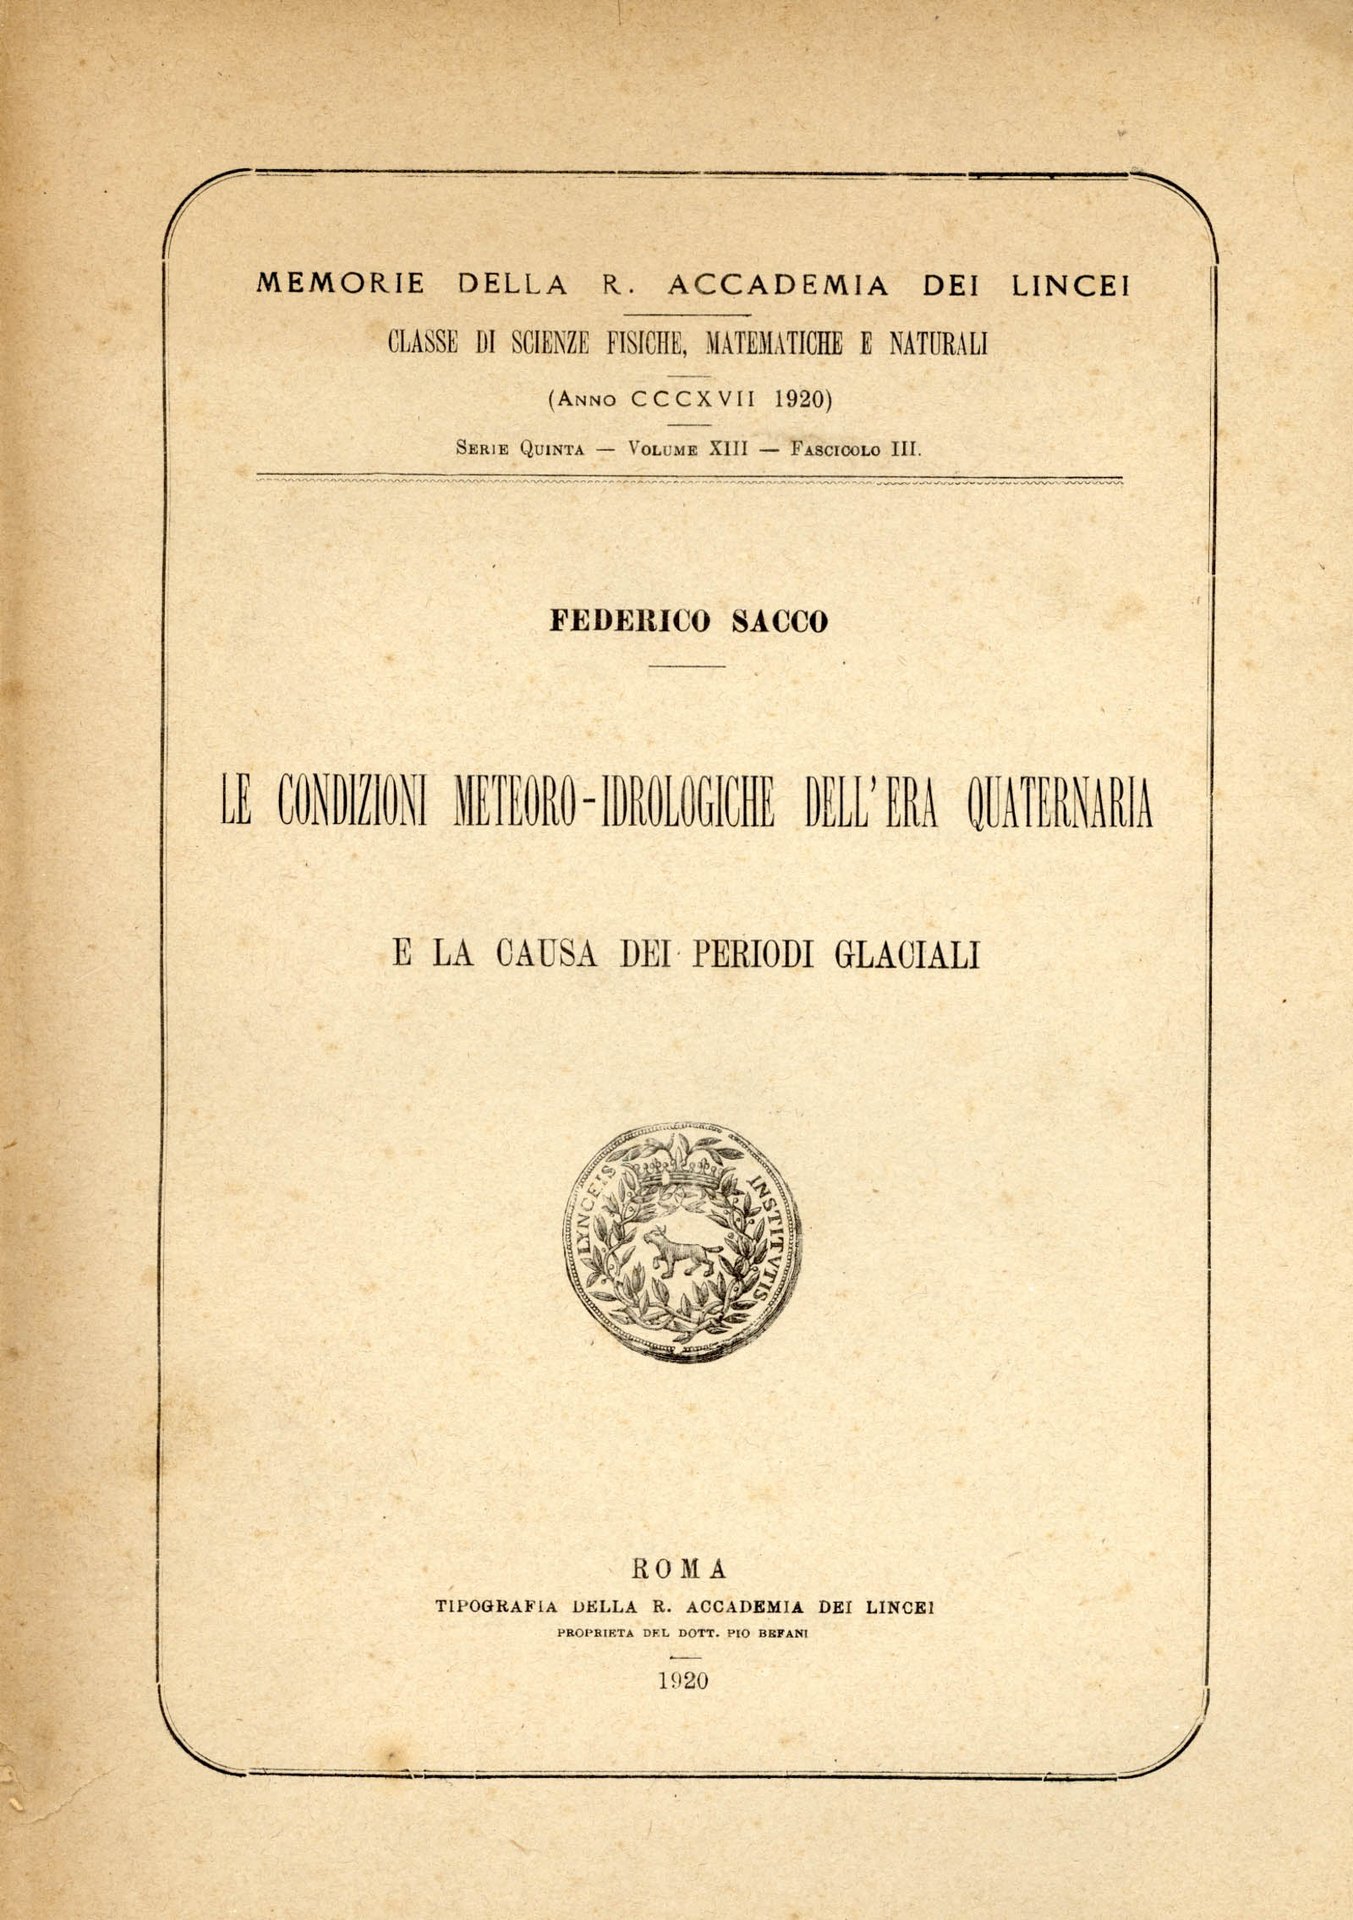 MEMORIE DELLA R. ACCADEMIA DEI LINCEI
CLASSE DI SCIENZE FISICHE, MATEMATICHE E NATURALI
(ANNO CCCXVII 1920)
SERIE QUINTA — VOLUME XIII — FASCICOLO III.
FEDERICO SACCO
LE CONDIZIONI METEORO-IDROLOGICHE DELL'ERA QUATERNARIA
E LA CAUSA DEI PERIODI GLACIALI
LYNCEIS INSTITVTIS
ROMA
TIPOGRAFIA DELLA R. ACCADEMIA DEI LINCEI
PROPRIETÀ DEL DOTT. PIO BEFANI
1920